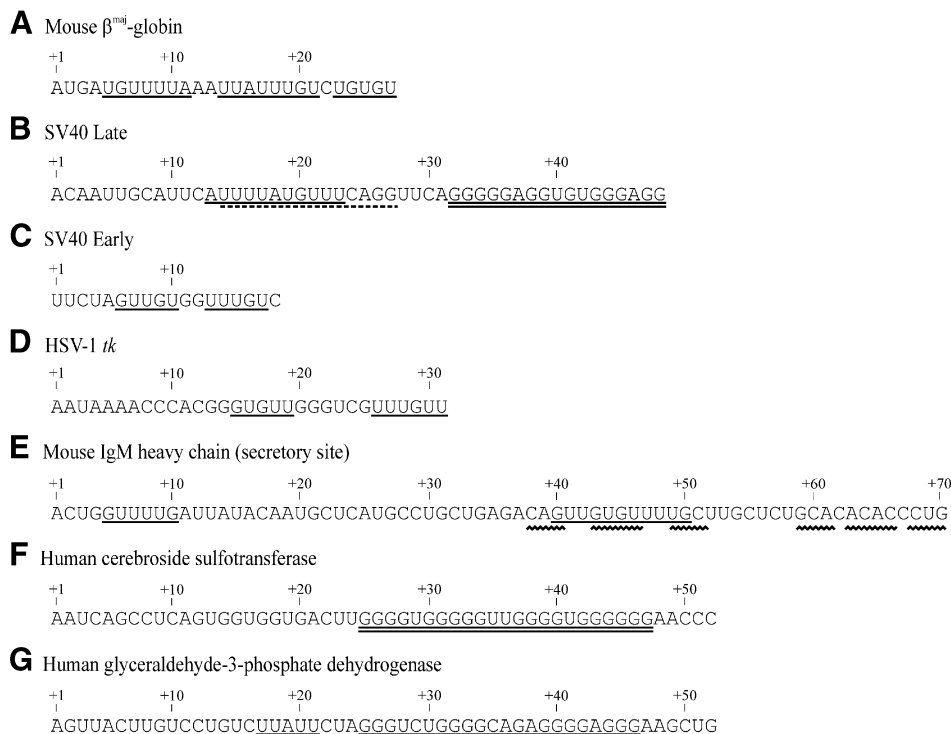 A Mouse βmaj-globin
+1 +10 +20
AUGAUGUUUUAAAUUAUUUGUCUGUGU
B SV40 Late
+1 +10 +20 +30 +40
ACAAUUGCAUUCAUUUUAUGUUUCAGGUUCAGGGGGAGGUGUGGGAGG
C SV40 Early
+1 +10
UUCUAGUUGUGGUUUGUC
D HSV-1 tk
+1 +10 +20 +30
AAUAAAACCCACGGGUGUUGGGUCGUUUGUU
E Mouse IgM heavy chain (secretory site)
+1 +10 +20 +30 +40 +50 +60 +70
ACUGGUUUUGAUUAUACAAUGCUCAUGCCUGCUGAGACAGUUGUGUUUUGCUUGCUCUGCACACACCCUG
F Human cerebroside sulfotransferase
+1 +10 +20 +30 +40 +50
AAUCAGCCUCAGUGGUGGUGACUUGGGGUGGGGGUUGGGGUGGGGGGAACCC
G Human glyceraldehyde-3-phosphate dehydrogenase
+1 +10 +20 +30 +40 +50
AGUUACUUGUCCUGUCUUAUUCUAGGGUCUGGGGCAGAGGGGAGGGAAGCUG